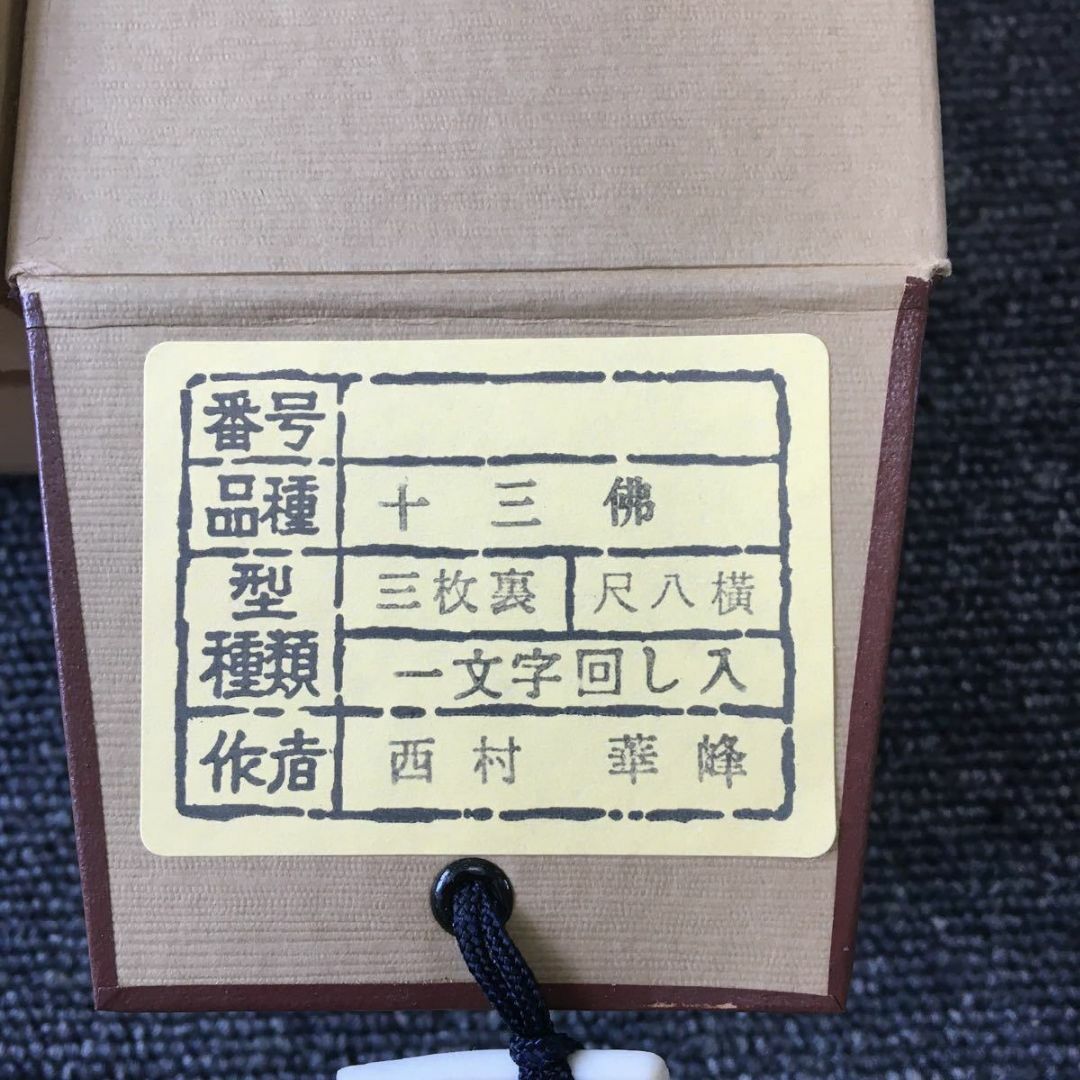 番号
品種 十三佛
型 三枚裏 尺八横
種類 一文字回し入
作者 西村 華峰